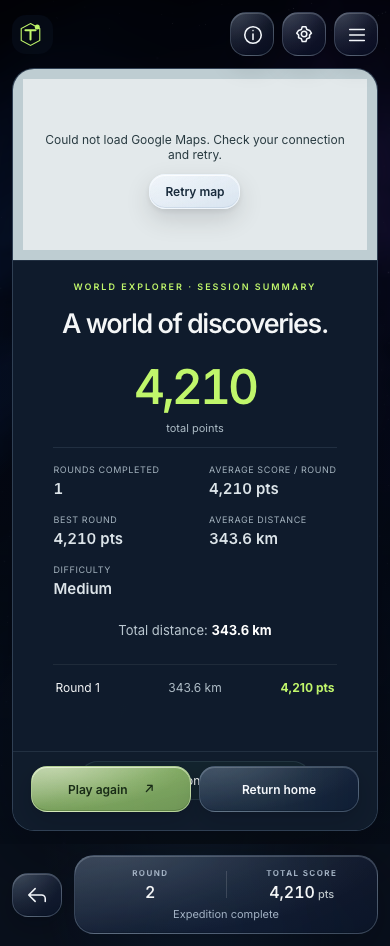 T
Could not load Google Maps. Check your connection
and retry.
Retry map
WORLD EXPLORER · SESSION SUMMARY
A world of discoveries.
4,210
total points
ROUNDS COMPLETED
1
AVERAGE SCORE / ROUND
4,210 pts
BEST ROUND
4,210 pts
AVERAGE DISTANCE
343.6 km
DIFFICULTY
Medium
Total distance: 343.6 km
Round 1 343.6 km 4,210 pts
Play again ↗
Return home
ROUND
2
TOTAL SCORE
4,210 pts
Expedition complete